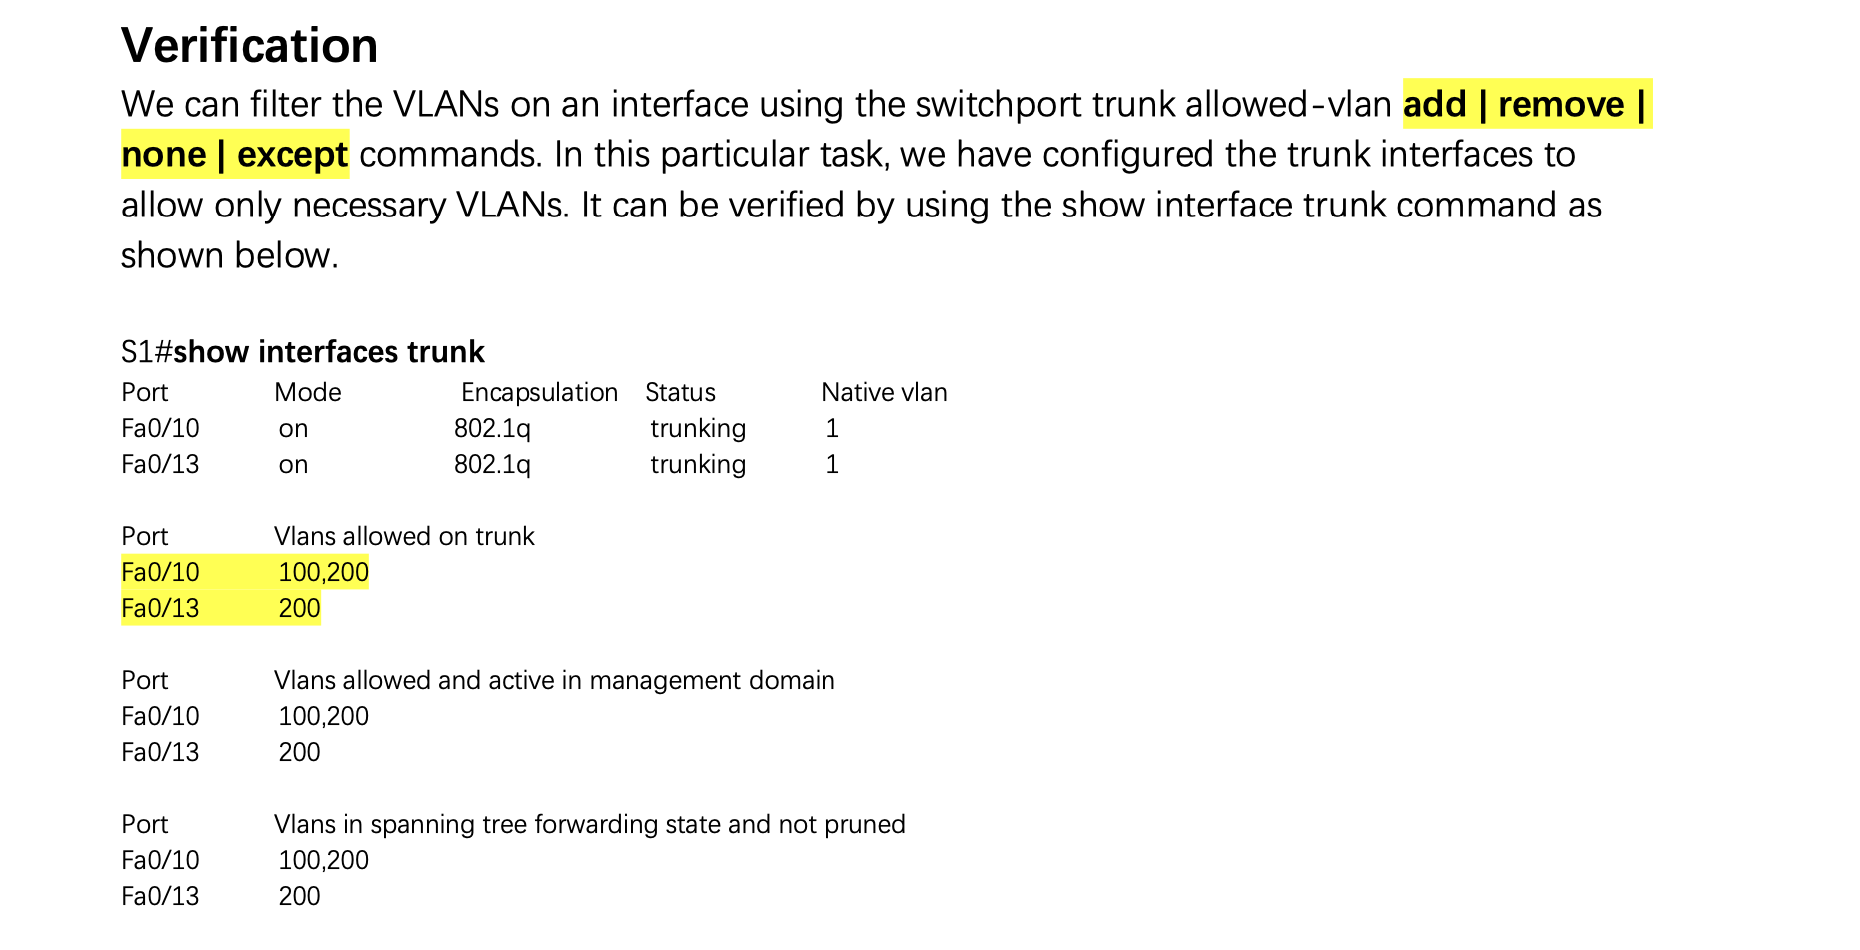 Verification
We can filter the VLANs on an interface using the switchport trunk allowed-vlan add | remove |
none | except commands. In this particular task, we have configured the trunk interfaces to
allow only necessary VLANs. It can be verified by using the show interface trunk command as
shown below.
S1#show interfaces trunk
Port Mode Encapsulation Status Native vlan
Fa0/10 on 802.1q trunking 1
Fa0/13 on 802.1q trunking 1
Port Vlans allowed on trunk
Fa0/10 100,200
Fa0/13 200
Port Vlans allowed and active in management domain
Fa0/10 100,200
Fa0/13 200
Port Vlans in spanning tree forwarding state and not pruned
Fa0/10 100,200
Fa0/13 200